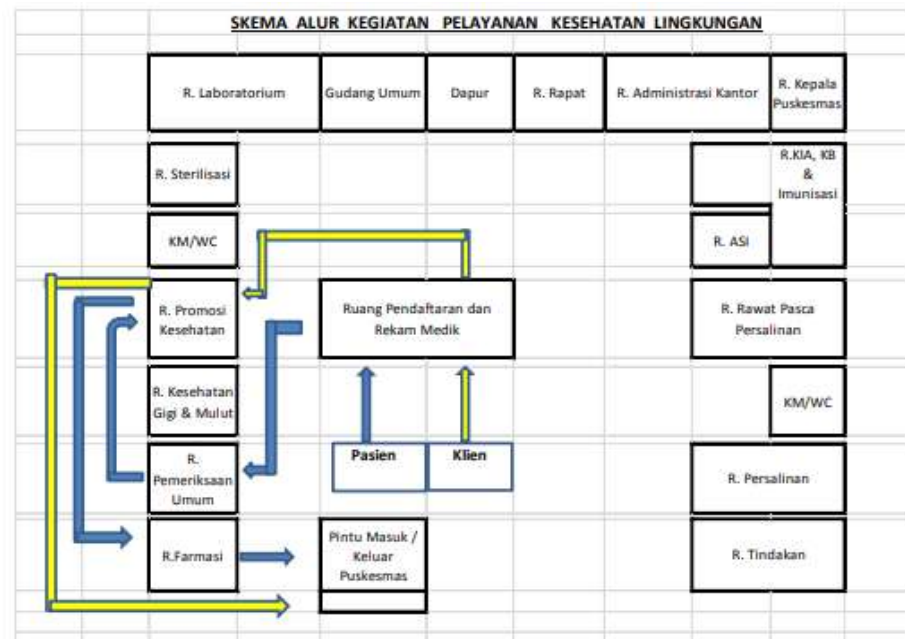 SKEMA ALUR KEGIATAN PELAYANAN KESEHATAN LINGKUNGAN
R. Laboratorium
Gudang Umum
Dapur
R. Rapat
R. Administrasi Kantor
R. Kepala
Puskesmas
R. Sterilisasi
R.KIA, KB
&
Imunisasi
KM/WC
R. ASI
R. Promosi
Kesehatan
Ruang Pendaftaran dan
Rekam Medik
R. Rawat Pasca
Persalinan
R. Kesehatan
Gigi & Mulut
KM/WC
R.
Pemeriksaan
Umum
Pasien
Klien
R. Persalinan
R.Farmasi
Pintu Masuk /
Keluar
Puskesmas
R. Tindakan